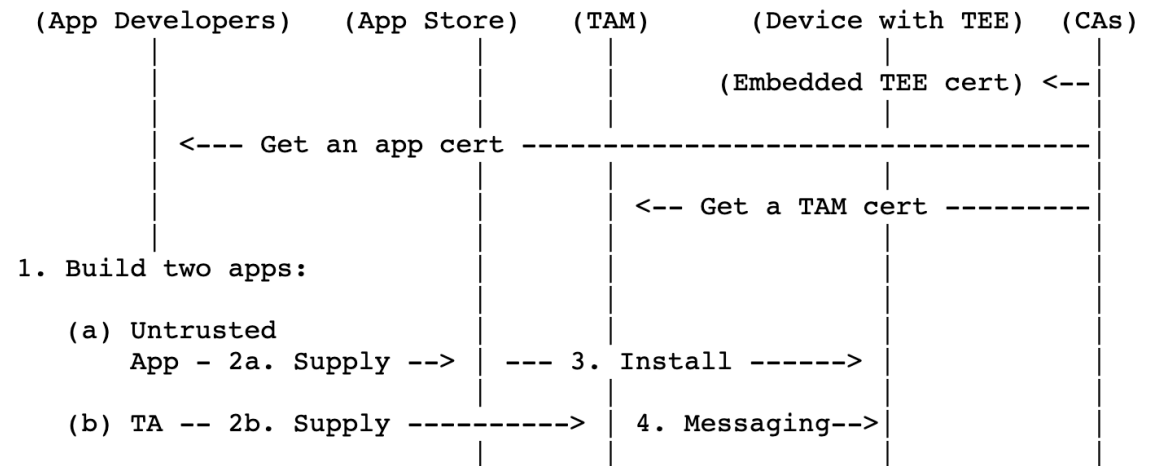 (App Developers)   (App Store)   (TAM)      (Device with TEE)  (CAs)
(Embedded TEE cert) <--
<--- Get an app cert -----------------------------------
<-- Get a TAM cert ---------
1. Build two apps:
(a) Untrusted
App - 2a. Supply --> --- 3. Install ------>
(b) TA -- 2b. Supply ----------> 4. Messaging-->